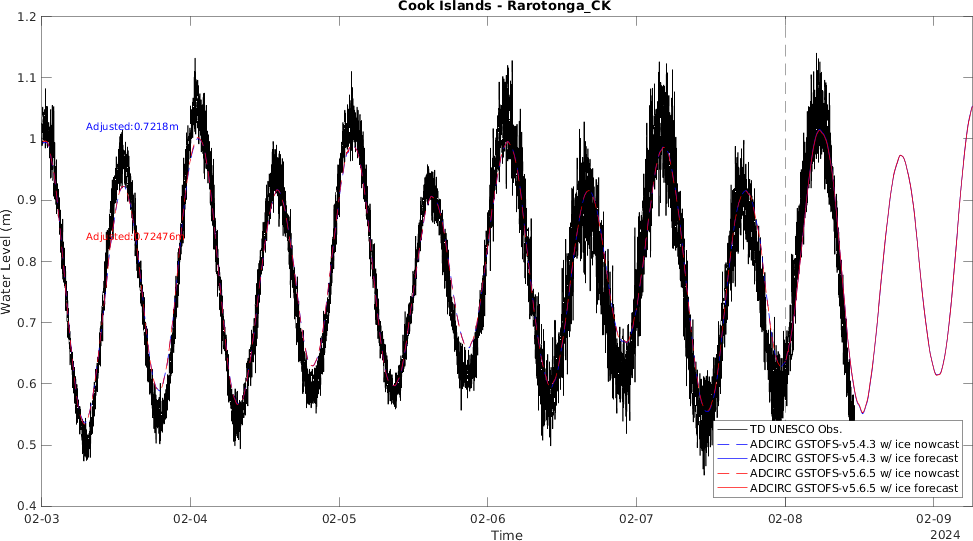 Cook Islands - Rarotonga_CK
1.2
1.1
1
0.9
0.8
0.7
0.6
0.5
0.4
Water Level (m)
Adjusted:0.7218m
Adjusted:0.72476m
TD UNESCO Obs.
ADCIRC GSTOFS-v5.4.3 w/ ice nowcast
ADCIRC GSTOFS-v5.4.3 w/ ice forecast
ADCIRC GSTOFS-v5.6.5 w/ ice nowcast
ADCIRC GSTOFS-v5.6.5 w/ ice forecast
02-03 02-04 02-05 02-06 02-07 02-08 02-09
Time 2024